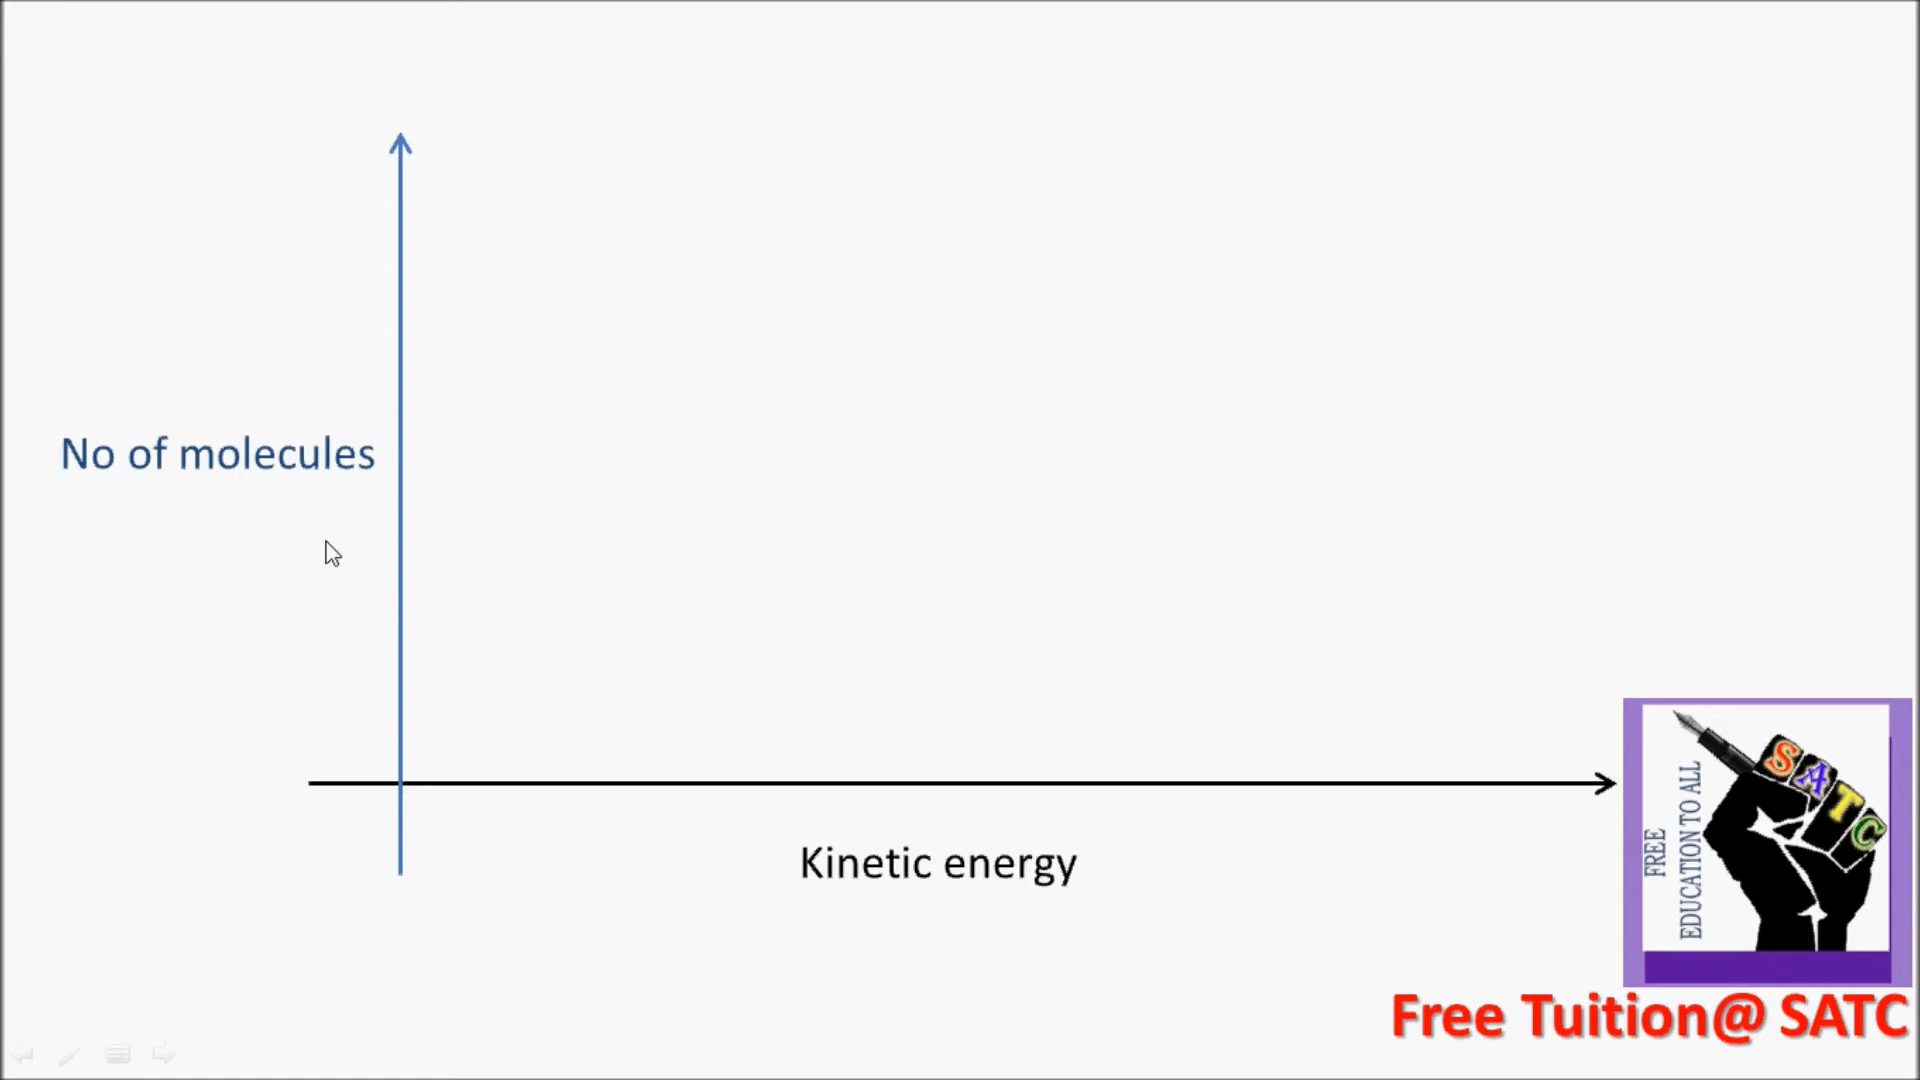 No of molecules
Kinetic energy
FREE
EDUCATION TO ALL
SATC
Free Tuition@ SATC